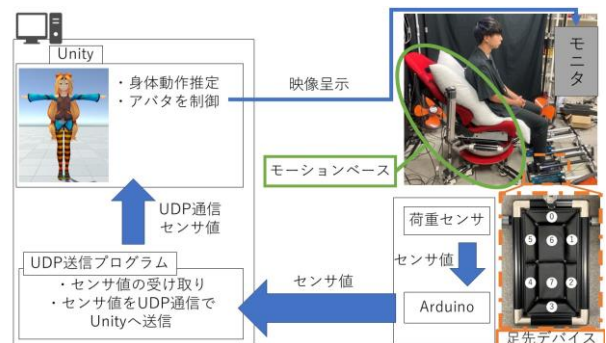 Unity
・身体動作推定
・アバタを制御
映像呈示
モニタ
モーションベース
UDP通信
センサ値
UDP送信プログラム
・センサ値の受け取り
・センサ値をUDP通信で
Unityへ送信
センサ値
荷重センサ
センサ値
Arduino
0
5
6
1
4
7
2
3
足先デバイス